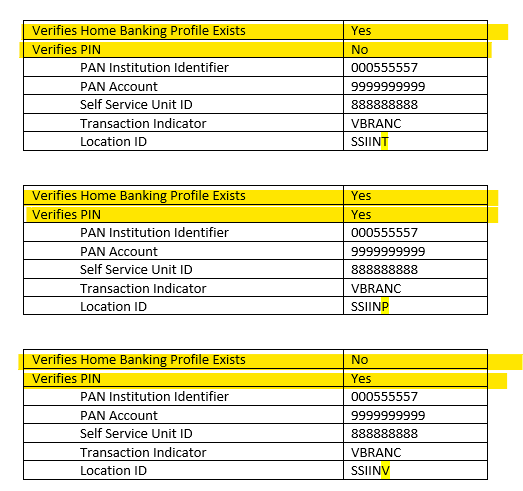 Verifies Home Banking Profile Exists Yes
Verifies PIN No
PAN Institution Identifier 000555557
PAN Account 9999999999
Self Service Unit ID 888888888
Transaction Indicator VBRANC
Location ID SSIINT
Verifies Home Banking Profile Exists Yes
Verifies PIN Yes
PAN Institution Identifier 000555557
PAN Account 9999999999
Self Service Unit ID 888888888
Transaction Indicator VBRANC
Location ID SSIINP
Verifies Home Banking Profile Exists No
Verifies PIN Yes
PAN Institution Identifier 000555557
PAN Account 9999999999
Self Service Unit ID 888888888
Transaction Indicator VBRANC
Location ID SSIINV